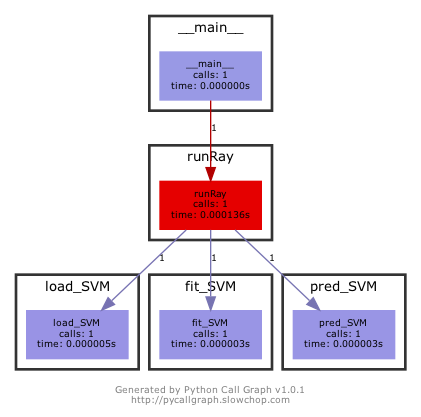 __main__
__main__
calls: 1
time: 0.000000s
1
runRay
runRay
calls: 1
time: 0.000136s
1 1 1
load_SVM fit_SVM pred_SVM
load_SVM fit_SVM pred_SVM
calls: 1 calls: 1 calls: 1
time: 0.000005s time: 0.000003s time: 0.000003s
Generated by Python Call Graph v1.0.1
http://pycallgraph.slowchop.com